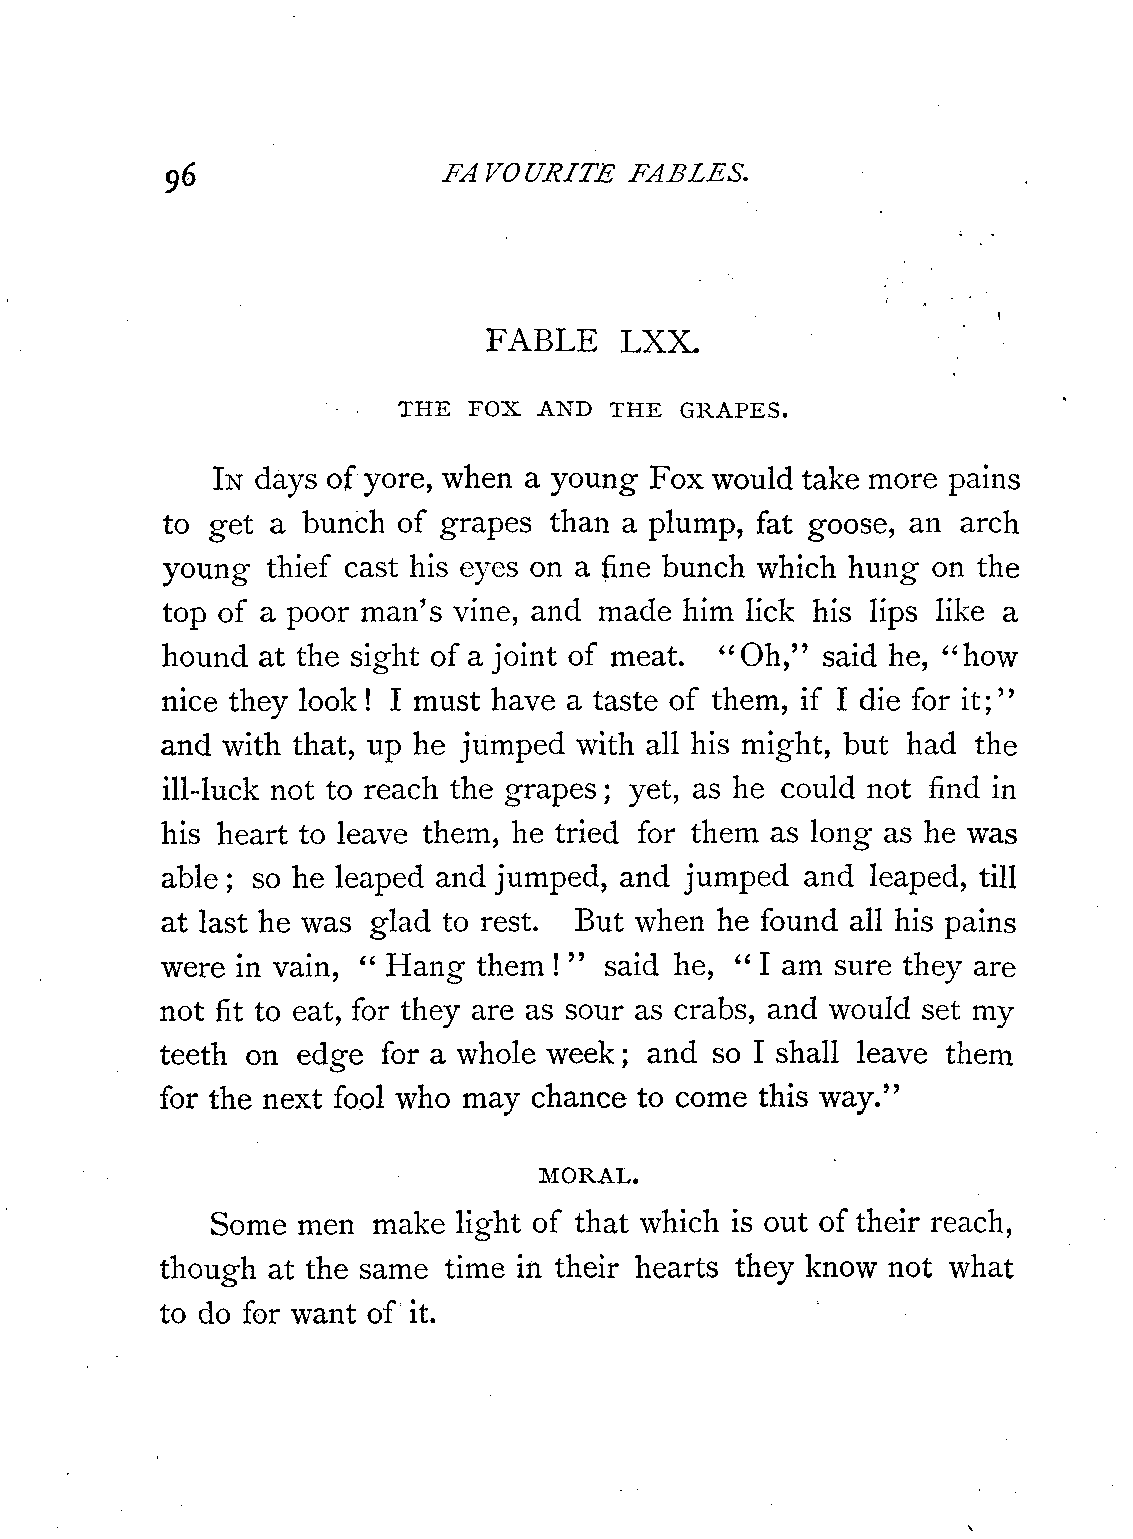 96 FAVOURITE FABLES.
FABLE LXX.
THE FOX AND THE GRAPES.
IN days of yore, when a young Fox would take more pains
to get a bunch of grapes than a plump, fat goose, an arch
young thief cast his eyes on a fine bunch which hung on the
top of a poor man's vine, and made him lick his lips like a
hound at the sight of a joint of meat. "Oh," said he, "how
nice they look! I must have a taste of them, if I die for it;"
and with that, up he jumped with all his might, but had the
ill-luck not to reach the grapes; yet, as he could not find in
his heart to leave them, he tried for them as long as he was
able; so he leaped and jumped, and jumped and leaped, till
at last he was glad to rest. But when he found all his pains
were in vain, "Hang them!" said he, "I am sure they are
not fit to eat, for they are as sour as crabs, and would set my
teeth on edge for a whole week; and so I shall leave them
for the next fool who may chance to come this way."
MORAL.
Some men make light of that which is out of their reach,
though at the same time in their hearts they know not what
to do for want of it.